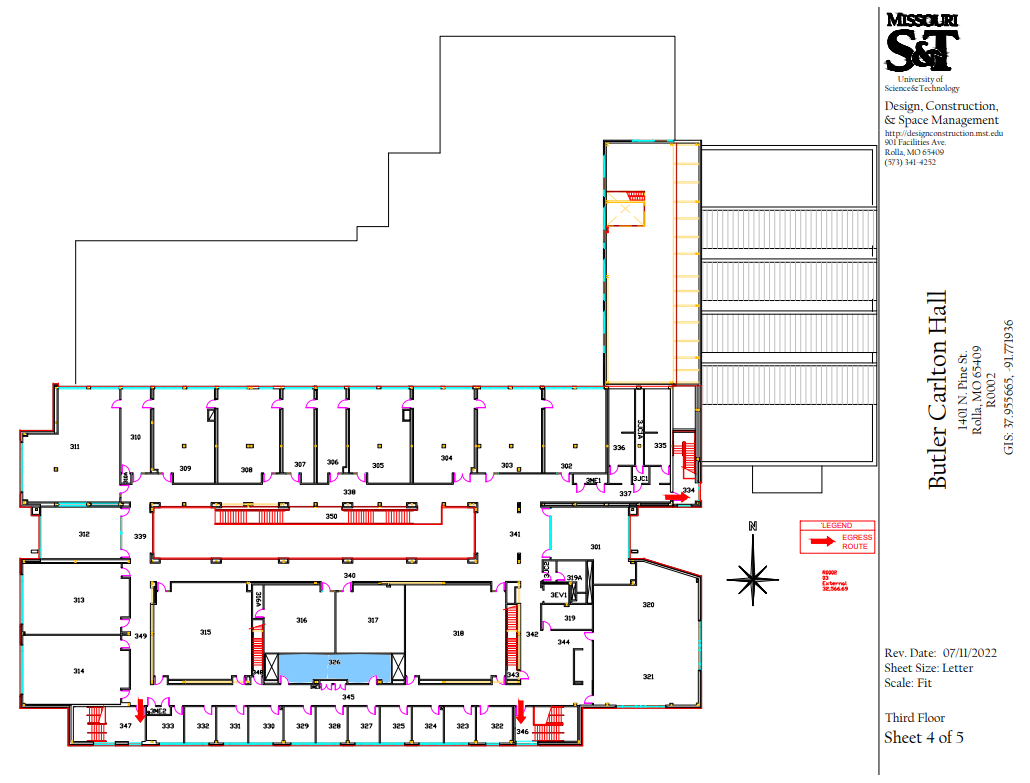 MISSOURI
S&T
University of
Science&Technology
Design, Construction,
& Space Management
http://designconstruction.mst.edu
901 Facilities Ave.
Rolla, MO 65409
(573) 341-4252
Butler Carlton Hall
1401 N. Pine St.
Rolla, MO 65409
R0002
GIS: 37.955665, -91.771936
311
310
309
308
307
306
305
304
303
302
336
3JC1A
335
3ME1
3JC1
337
334
338
350
312
339
341
301
340
3JC2
319A
3EV1
313
316A
315
316
317
318
319
320
342
344
349
314
326
348
343
321
345
3ME2
347
333
332
331
330
329
328
327
325
324
323
322
346
N
'LEGEND
EGRESS
ROUTE
R0002
03
External
32,566.69
Rev. Date: 07/11/2022
Sheet Size: Letter
Scale: Fit
Third Floor
Sheet 4 of 5